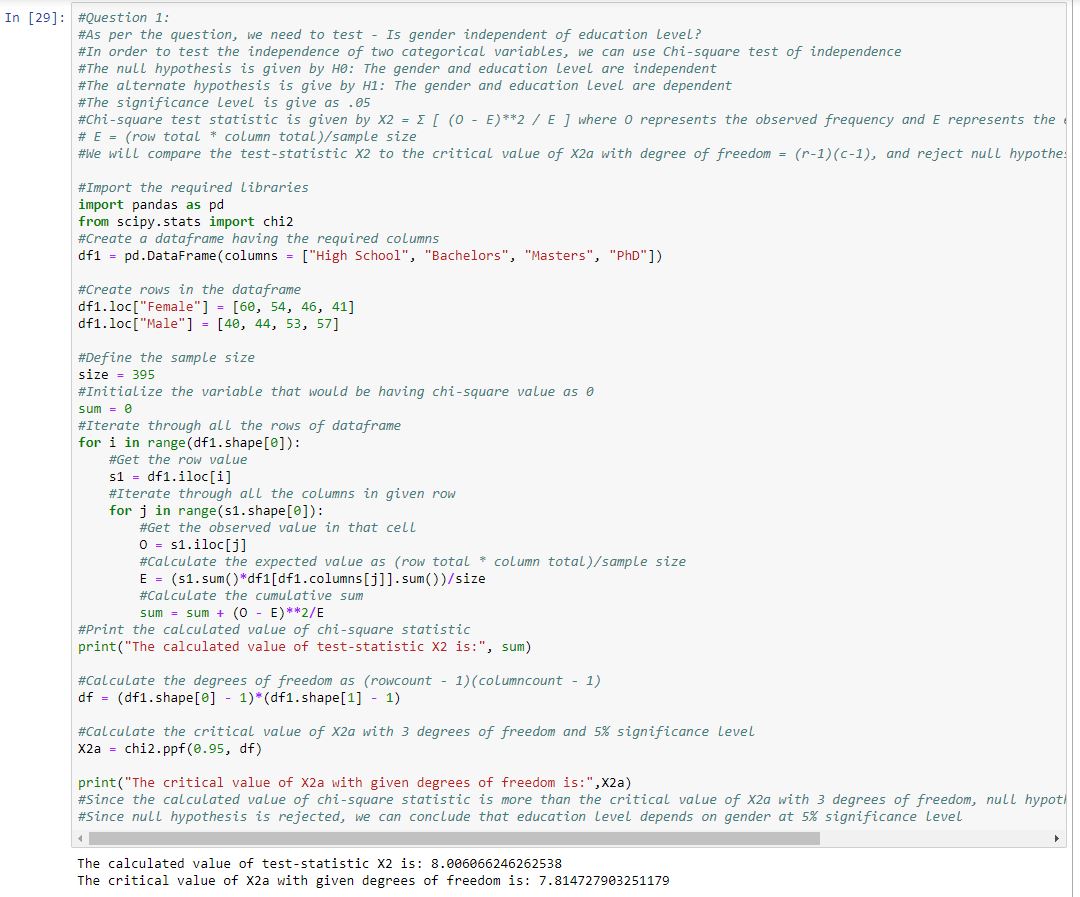 In [29]: #Question 1:
#As per the question, we need to test - Is gender independent of education level?
#In order to test the independence of two categorical variables, we can use Chi-square test of independence
#The null hypothesis is given by H0: The gender and education level are independent
#The alternate hypothesis is give by H1: The gender and education level are dependent
#The significance level is give as .05
#Chi-square test statistic is given by X2 = Σ [ (O - E)**2 / E ] where O represents the observed frequency and E represents the
# E = (row total * column total)/sample size
#We will compare the test-statistic X2 to the critical value of X2a with degree of freedom = (r-1)(c-1), and reject null
#Import the required libraries
import pandas as pd
from scipy.stats import chi2
#Create a dataframe having the required columns
df1 = pd.DataFrame(columns = ["High School", "Bachelors", "Masters", "PhD"])
#Create rows in the dataframe
df1.loc["Female"] = [60, 54, 46, 41]
df1.loc["Male"] = [40, 44, 53, 57]
#Define the sample size
size = 395
#Initialize the variable that would be having chi-square value as 0
sum = 0
#Iterate through all the rows of dataframe
for i in range(df1.shape[0]):
#Get the row value
s1 = df1.iloc[i]
#Iterate through all the columns in given row
for j in range(s1.shape[0]):
#Get the observed value in that cell
O = s1.iloc[j]
#Calculate the expected value as (row total * column total)/sample size
E = (s1.sum()*df1[df1.columns[j]].sum())/size
#Calculate the cumulative sum
sum = sum + (O - E)**2/E
#Print the calculated value of chi-square statistic
print("The calculated value of test-statistic X2 is:", sum)
#Calculate the degrees of freedom as (rowcount - 1)(columncount - 1)
df = (df1.shape[0] - 1)*(df1.shape[1] - 1)
#Calculate the critical value of X2a with 3 degrees of freedom and 5% significance level
X2a = chi2.ppf(0.95, df)
print("The critical value of X2a with given degrees of freedom is:",X2a)
#Since the calculated value of chi-square statistic is more than the critical value of X2a with 3 degrees of freedom, null
#Since null hypothesis is rejected, we can conclude that education level depends on gender at 5% significance level
The calculated value of test-statistic X2 is: 8.006066246262538
The critical value of X2a with given degrees of freedom is: 7.814727903251179